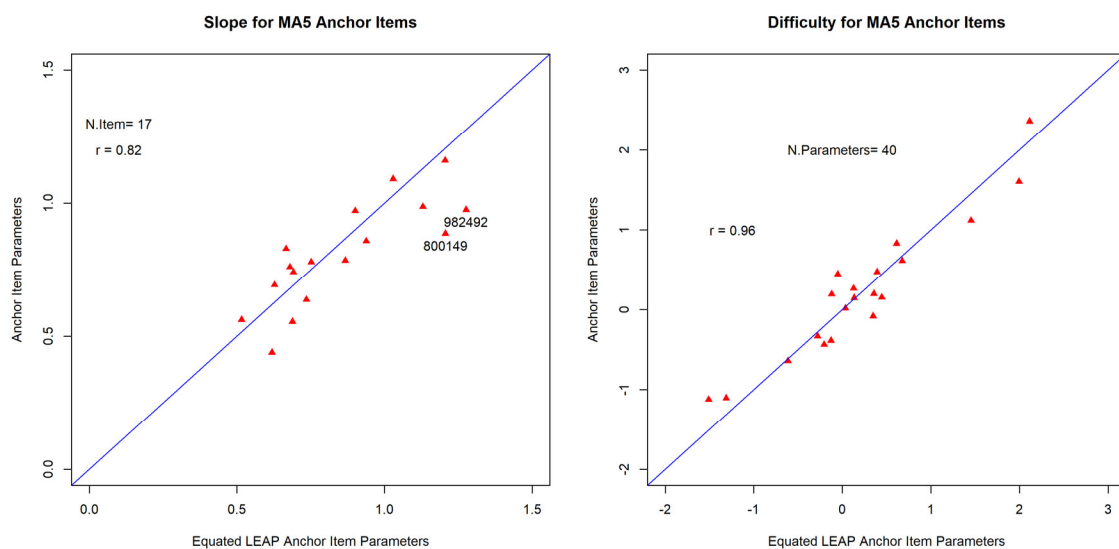 Slope for MA5 Anchor Items
Anchor Item Parameters
1.5
1.0
0.5
0.0
N.Item= 17
r = 0.82
982492
800149
0.0
0.5
1.0
1.5
Equated LEAP Anchor Item Parameters
Difficulty for MA5 Anchor Items
Anchor Item Parameters
3
2
1
0
-1
-2
N.Parameters= 40
r = 0.96
-2
-1
0
1
2
3
Equated LEAP Anchor Item Parameters